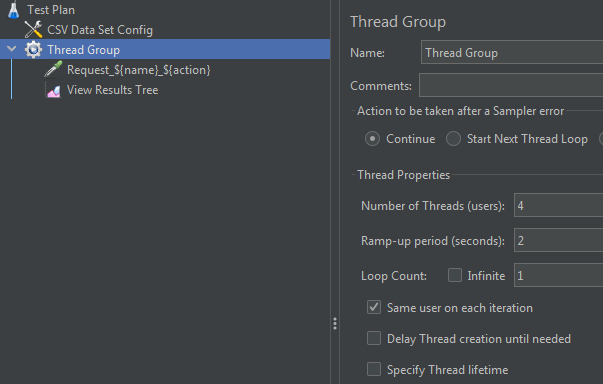 Test Plan
CSV Data Set Config
Thread Group
Request_${name}_${action}
View Results Tree
Thread Group
Name: Thread Group
Comments:
Action to be taken after a Sampler error
Continue Start Next Thread Loop
Thread Properties
Number of Threads (users): 4
Ramp-up period (seconds): 2
Loop Count: Infinite 1
Same user on each iteration
Delay Thread creation until needed
Specify Thread lifetime